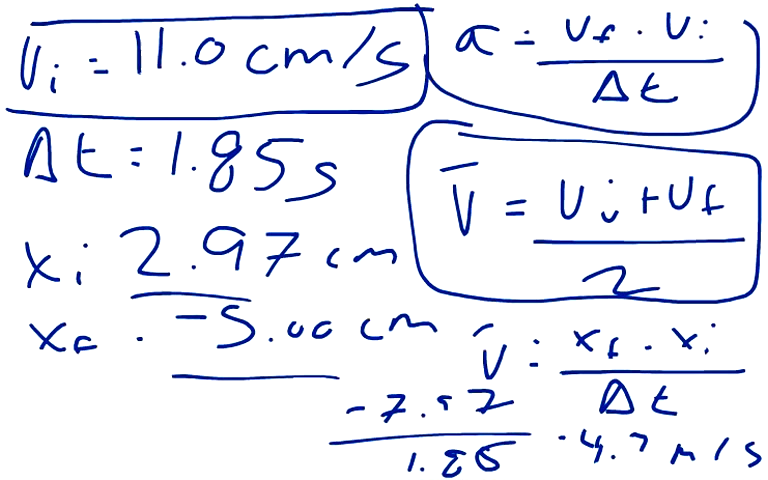 Vi = 11.0 cm/s
a = Vf - Vi / Δt
Δt = 1.85 s
V̄ = Vi + Vf / 2
xi 2.97 cm
xf = -5.00 cm
V̄ = xf - xi / Δt
-7.97 / 1.85 -4.3 m/s